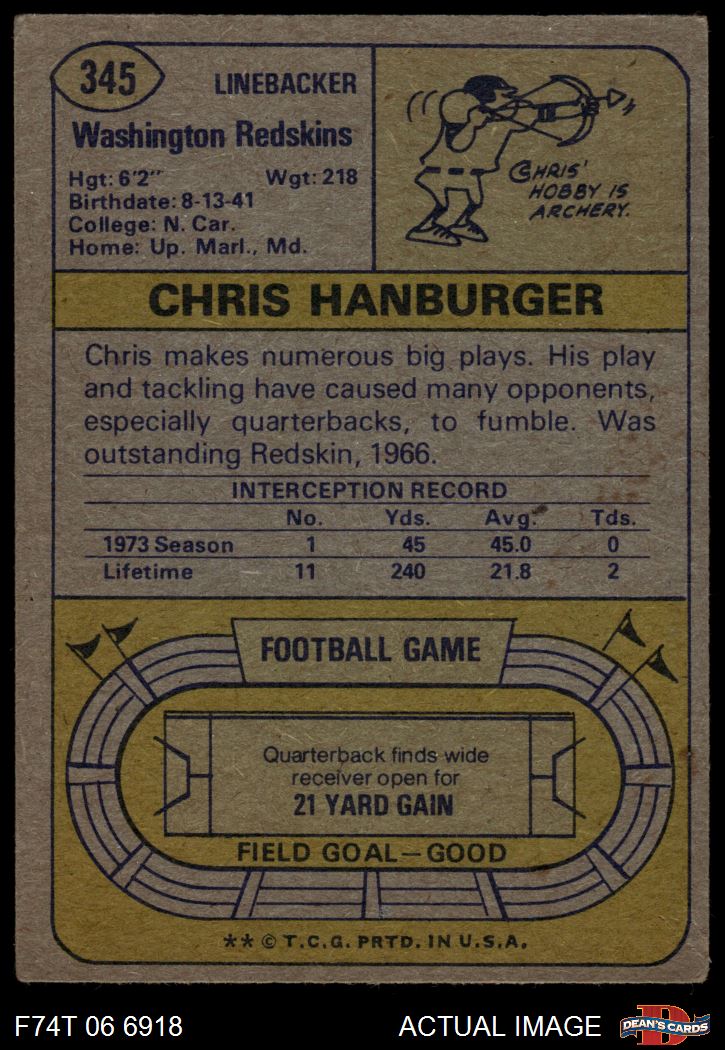 345
LINEBACKER
Washington Redskins
Hgt: 6'2" Wgt: 218
Birthdate: 8-13-41
College: N. Car.
Home: Up. Marl., Md.
CHRIS'
HOBBY IS
ARCHERY.
CHRIS HANBURGER
Chris makes numerous big plays. His play
and tackling have caused many opponents,
especially quarterbacks, to fumble. Was
outstanding Redskin, 1966.
INTERCEPTION RECORD
No. Yds. Avg. Tds.
1973 Season 1 45 45.0 0
Lifetime 11 240 21.8 2
FOOTBALL GAME
Quarterback finds wide
receiver open for
21 YARD GAIN
FIELD GOAL—GOOD
** © T.C.G. PRTD. IN U.S.A.
F74T 06 6918
ACTUAL IMAGE
D
DEAN'S CARDS